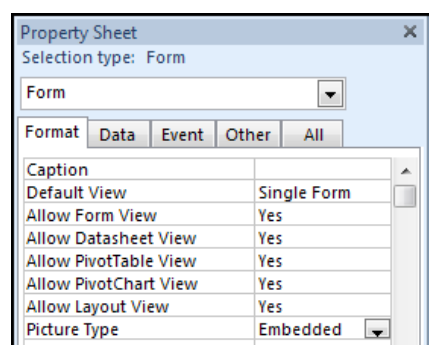 Property Sheet
Selection type: Form
Form
Format Data Event Other All
Caption
Default View Single Form
Allow Form View Yes
Allow Datasheet View Yes
Allow PivotTable View Yes
Allow PivotChart View Yes
Allow Layout View Yes
Picture Type Embedded